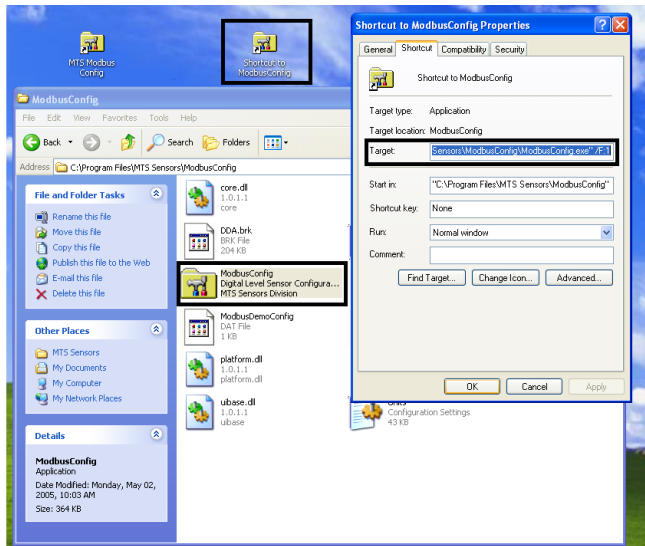 MTS Modbus
Config
Shortcut to
ModbusConfig
ModbusConfig
File Edit View Favorites Tools Help
Back Search Folders
Address C:\Program Files\MTS Sensors\ModbusConfig
File and Folder Tasks
Rename this file
Move this file
Copy this file
Publish this file to the Web
E-mail this file
Delete this file
Other Places
MTS Sensors
My Documents
My Computer
My Network Places
Details
ModbusConfig
Application
Date Modified: Monday, May 02,
2005, 10:03 AM
Size: 364 KB
core.dll
1.0.1.1
core
DDA.brk
BRK File
204 KB
ModbusConfig
Digital Level Sensor Configura...
MTS Sensors Division
ModbusDemoConfig
DAT File
1 KB
platform.dll
1.0.1.1
platform.dll
uibase.dll
1.0.1.1
uibase
Units
Configuration Settings
43 KB
Shortcut to ModbusConfig Properties
General Shortcut Compatibility Security
Shortcut to ModbusConfig
Target type: Application
Target location: ModbusConfig
Target: Sensors\ModbusConfig\ModbusConfig.exe" /F:1
Start in: "C:\Program Files\MTS Sensors\ModbusConfig"
Shortcut key: None
Run: Normal window
Comment:
Find Target... Change Icon... Advanced...
OK Cancel Apply